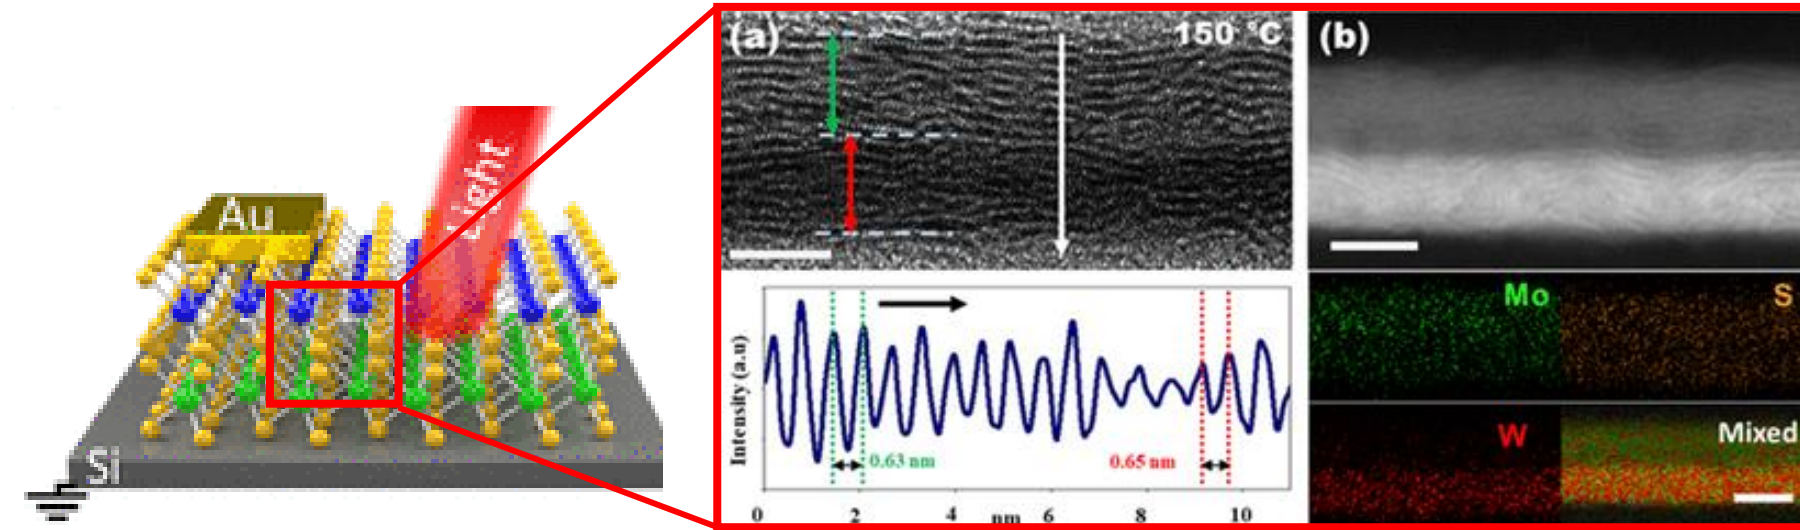 Au
Light
Si
(a)
150 °C
Intensity (a.u)
0.63 nm
0.65 nm
0 2 4 nm 6 8 10
(b)
Mo
S
W
Mixed